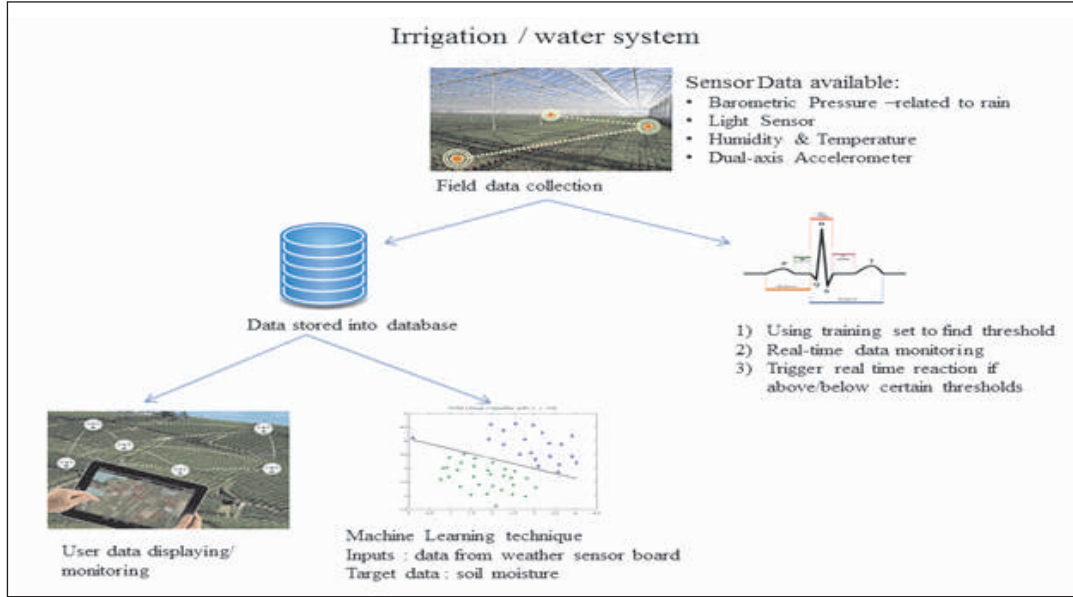 Irrigation / water system
Sensor Data available:
• Barometric Pressure –related to rain
• Light Sensor
• Humidity & Temperature
• Dual-axis Accelerometer
Field data collection
Data stored into database
1) Using training set to find threshold
2) Real-time data monitoring
3) Trigger real time reaction if
above/below certain thresholds
User data displaying/
monitoring
Machine Learning technique
Inputs : data from weather sensor board
Target data : soil moisture